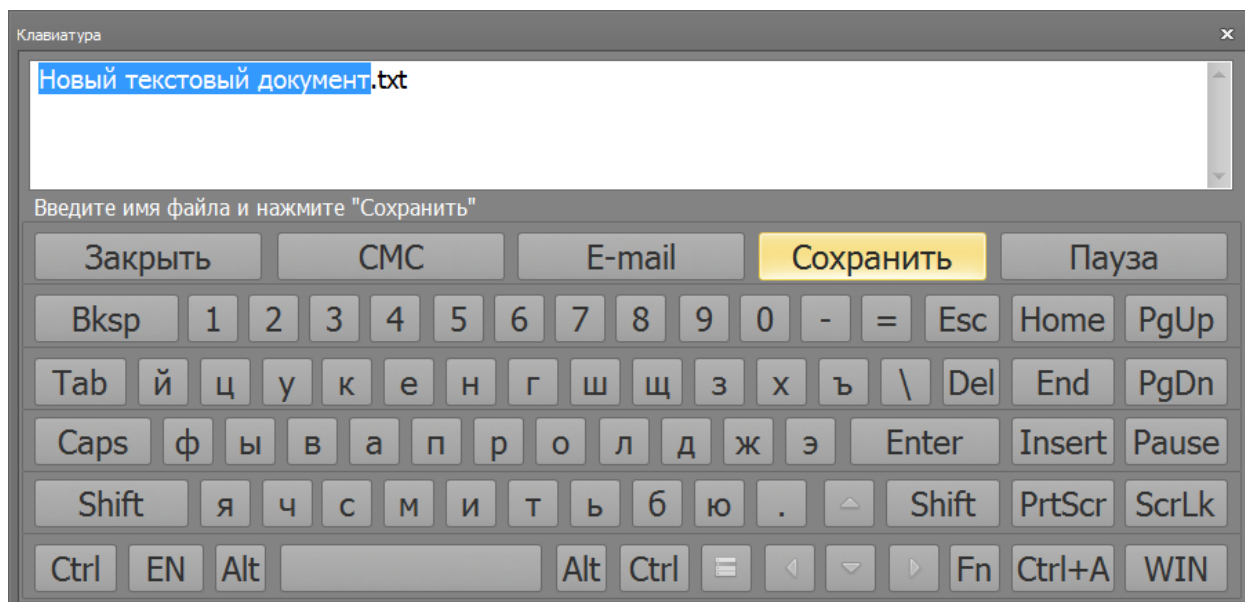 Клавиатура x
Новый текстовый документ.txt
Введите имя файла и нажмите "Сохранить"
Закрыть СМС E-mail Сохранить Пауза
Bksp 1 2 3 4 5 6 7 8 9 0 - = Esc Home PgUp
Tab й ц у к е н г ш щ з х ъ \ Del End PgDn
Caps ф ы в а п р о л д ж э Enter Insert Pause
Shift я ч с м и т ь б ю . Shift PrtScr ScrLk
Ctrl EN Alt Alt Ctrl Fn Ctrl+A WIN